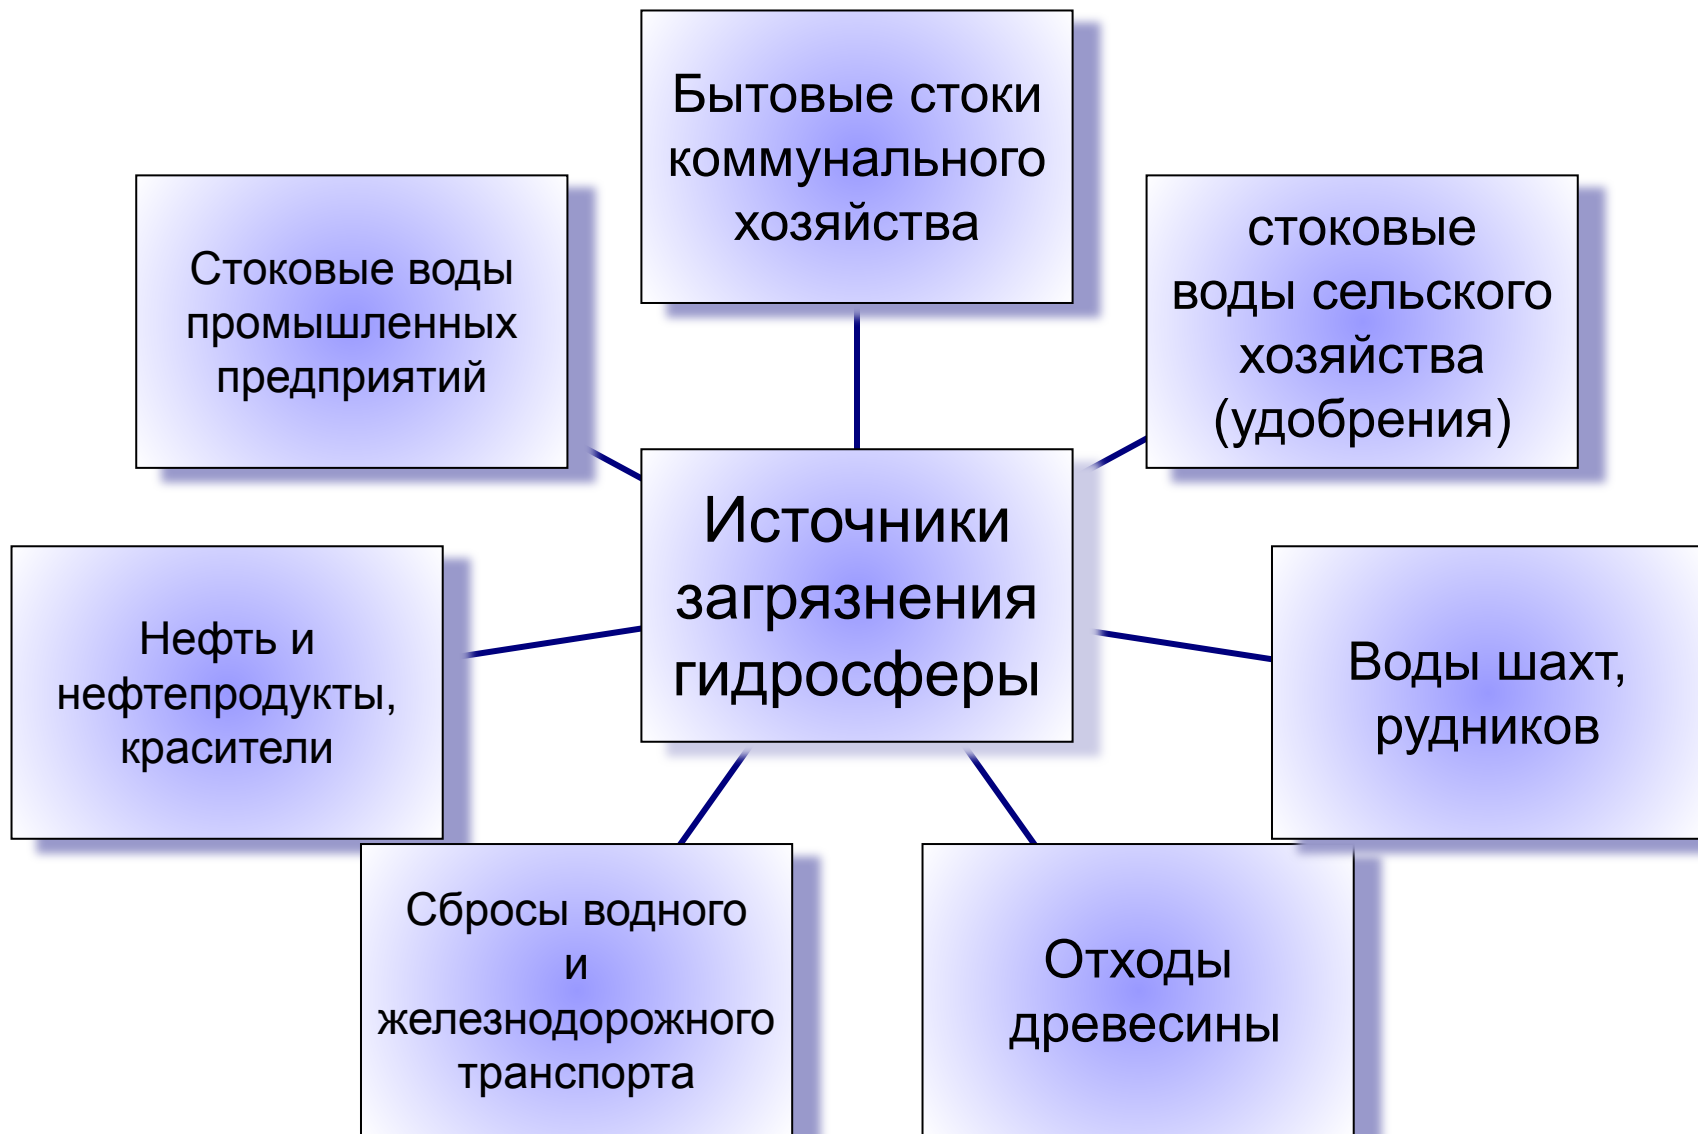 Бытовые стоки
коммунального
хозяйства
Стоковые воды
промышленных
предприятий
стоковые
воды сельского
хозяйства
(удобрения)
Источники
загрязнения
гидросферы
Нефть и
нефтепродукты,
красители
Воды шахт,
рудников
Сбросы водного
и
железнодорожного
транспорта
Отходы
древесины